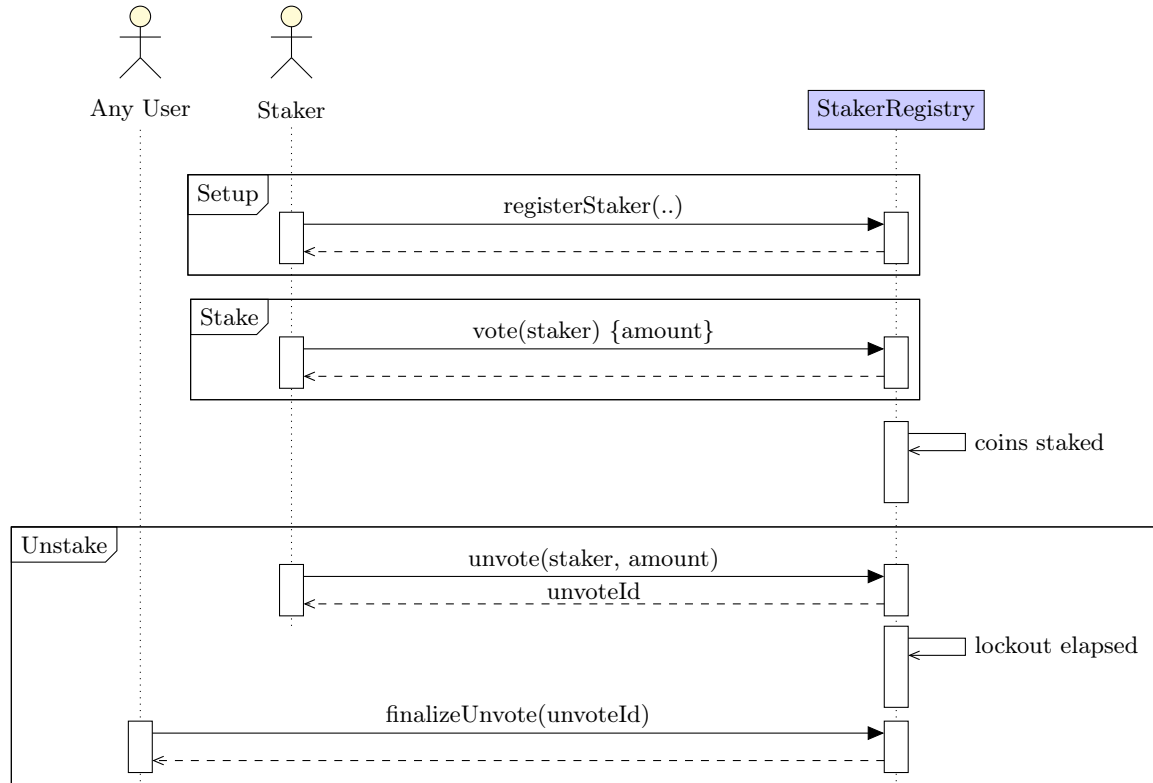 Any User
Staker
StakerRegistry
Setup
registerStaker(..)
Stake
vote(staker) {amount}
coins staked
Unstake
unvote(staker, amount)
unvoteId
lockout elapsed
finalizeUnvote(unvoteId)